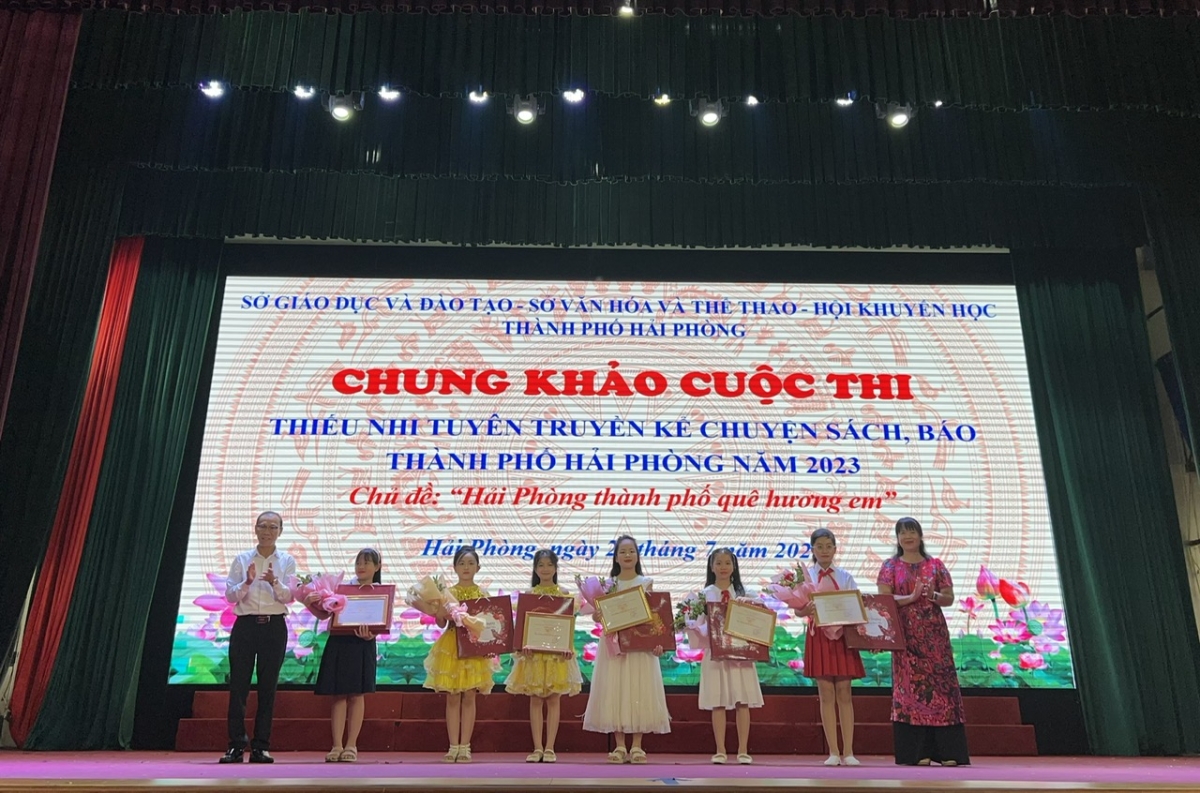 SỞ GIÁO DỤC VÀ ĐÀO TẠO - SỞ VĂN HÓA VÀ THỂ THAO - HỘI KHUYẾN HỌC
THÀNH PHỐ HẢI PHÒNG
CHUNG KHẢO CUỘC THI
THIẾU NHI TUYÊN TRUYỀN KỂ CHUYỆN SÁCH, BÁO
THÀNH PHỐ HẢI PHÒNG NĂM 2023
Chủ đề: “Hải Phòng thành phố quê hương em”
Hải Phòng, ngày tháng 7 năm